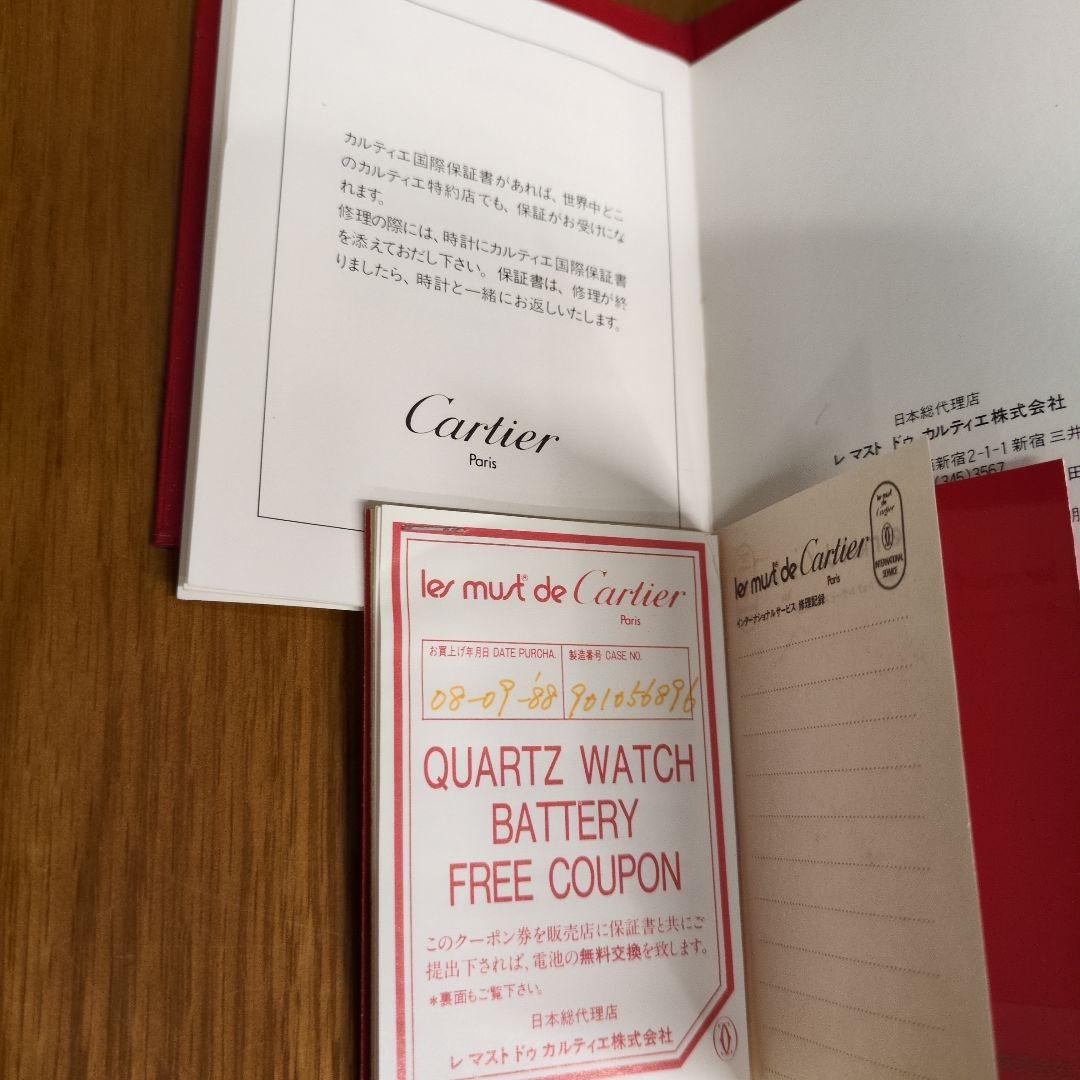 カルティエ国際保証書があれば、世界中どこ
のカルティエ特約店でも、保証がお受けにな
れます。
修理の際には、時計にカルティエ国際保証書
を添えておだし下さい。保証書は、修理が終
りましたら、時計と一緒にお返しいたします。
Cartier
Paris
日本総代理店
レ マスト ドゥ カルティエ株式会社
新宿2-1-1 新宿 三井
(345)3567
les must de Cartier
Paris
お買上げ年月日 DATE PURCHA. 製造番号 CASE NO.
08-09-'88 901056896
QUARTZ WATCH
BATTERY
FREE COUPON
このクーポン券を販売店に保証書と共にご
提出下されば、電池の無料交換を致します。
*裏面もご覧下さい。
日本総代理店
レ マスト ドゥ カルティエ株式会社
les must de Cartier
Paris
インターナショナルサービス 修理記録
les must
de
Cartier
INTERNATIONAL
SERVICE